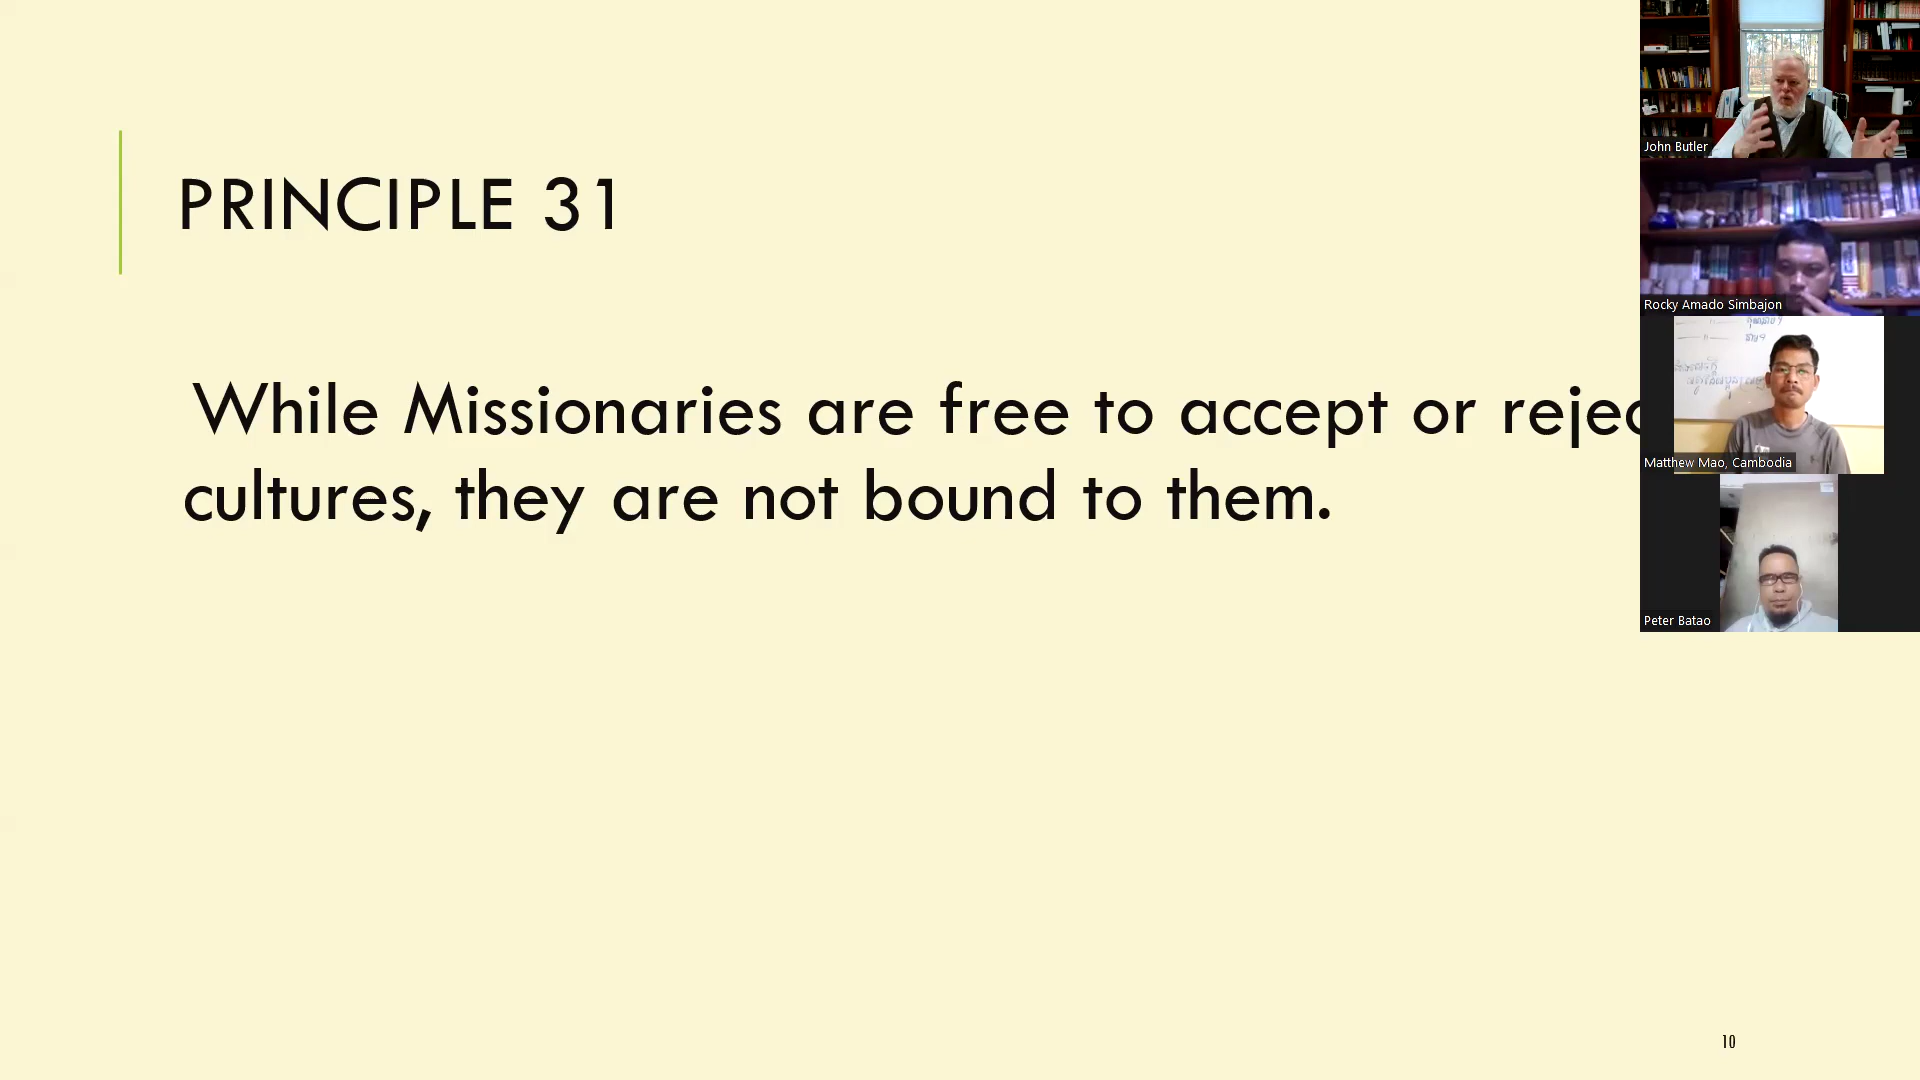 PRINCIPLE 31
While Missionaries are free to accept or rejec
cultures, they are not bound to them.
John Butler
Rocky Amado Simbajon
Matthew Mao, Cambodia
Peter Batao
10